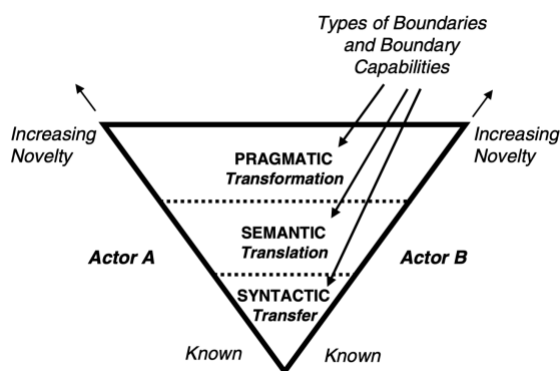 Types of Boundaries
and Boundary
Capabilities
Increasing
Novelty
Increasing
Novelty
PRAGMATIC
Transformation
SEMANTIC
Translation
Actor A
Actor B
SYNTACTIC
Transfer
Known
Known